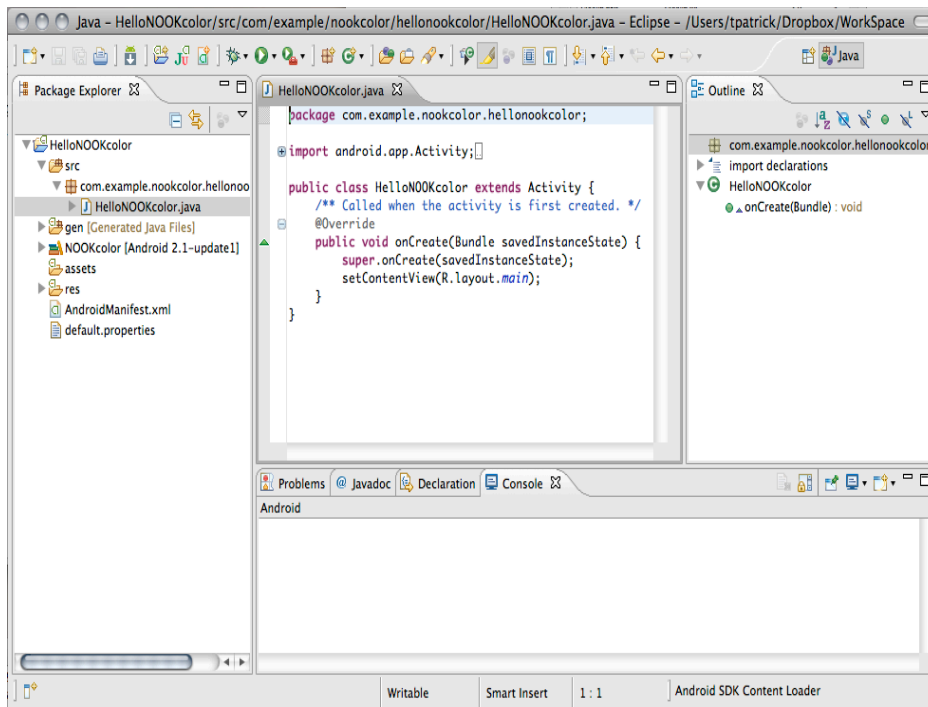 Java – HelloNOOKcolor/src/com/example/nookcolor/hellonookcolor/HelloNOOKcolor.java – Eclipse – /Users/tpatrick/Dropbox/WorkSpace
Java
Package Explorer
HelloNOOKcolor
src
com.example.nookcolor.hellonoo
HelloNOOKcolor.java
gen [Generated Java Files]
NOOKcolor [Android 2.1-update1]
assets
res
AndroidManifest.xml
default.properties
HelloNOOKcolor.java
package com.example.nookcolor.hellonookcolor;
import android.app.Activity;
public class HelloNOOKcolor extends Activity {
/** Called when the activity is first created. */
@Override
public void onCreate(Bundle savedInstanceState) {
super.onCreate(savedInstanceState);
setContentView(R.layout.main);
}
}
Outline
com.example.nookcolor.hellonookcolor
import declarations
HelloNOOKcolor
onCreate(Bundle) : void
Problems @ Javadoc Declaration Console
Android
Writable Smart Insert 1 : 1 Android SDK Content Loader